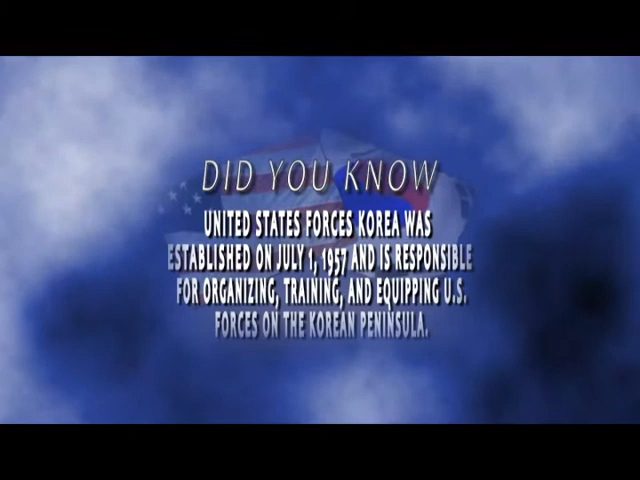 DID YOU KNOW
UNITED STATES FORCES KOREA WAS
ESTABLISHED ON JULY 1, 1957 AND IS RESPONSIBLE
FOR ORGANIZING, TRAINING, AND EQUIPPING U.S.
FORCES ON THE KOREAN PENINSULA.